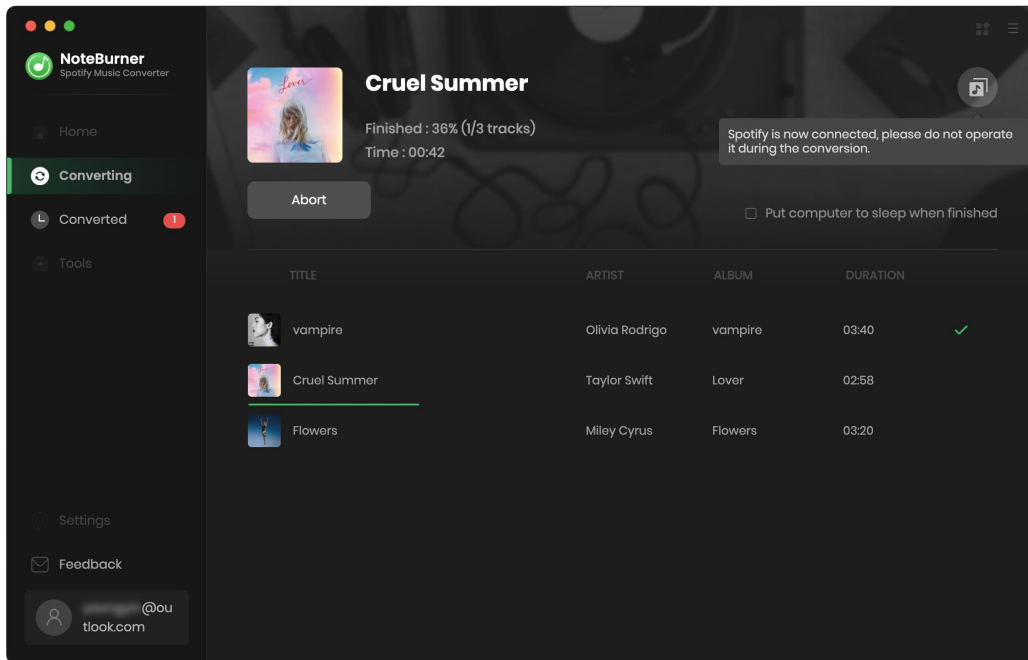 NoteBurner
Spotify Music Converter
Home
Converting
Converted 1
Tools
Settings
Feedback
@ou
tlook.com
Lover
Cruel Summer
Finished : 36% (1/3 tracks)
Time : 00:42
Abort
Spotify is now connected, please do not operate
it during the conversion.
Put computer to sleep when finished
TITLE ARTIST ALBUM DURATION
vampire Olivia Rodrigo vampire 03:40
Cruel Summer Taylor Swift Lover 02:58
Flowers Miley Cyrus Flowers 03:20